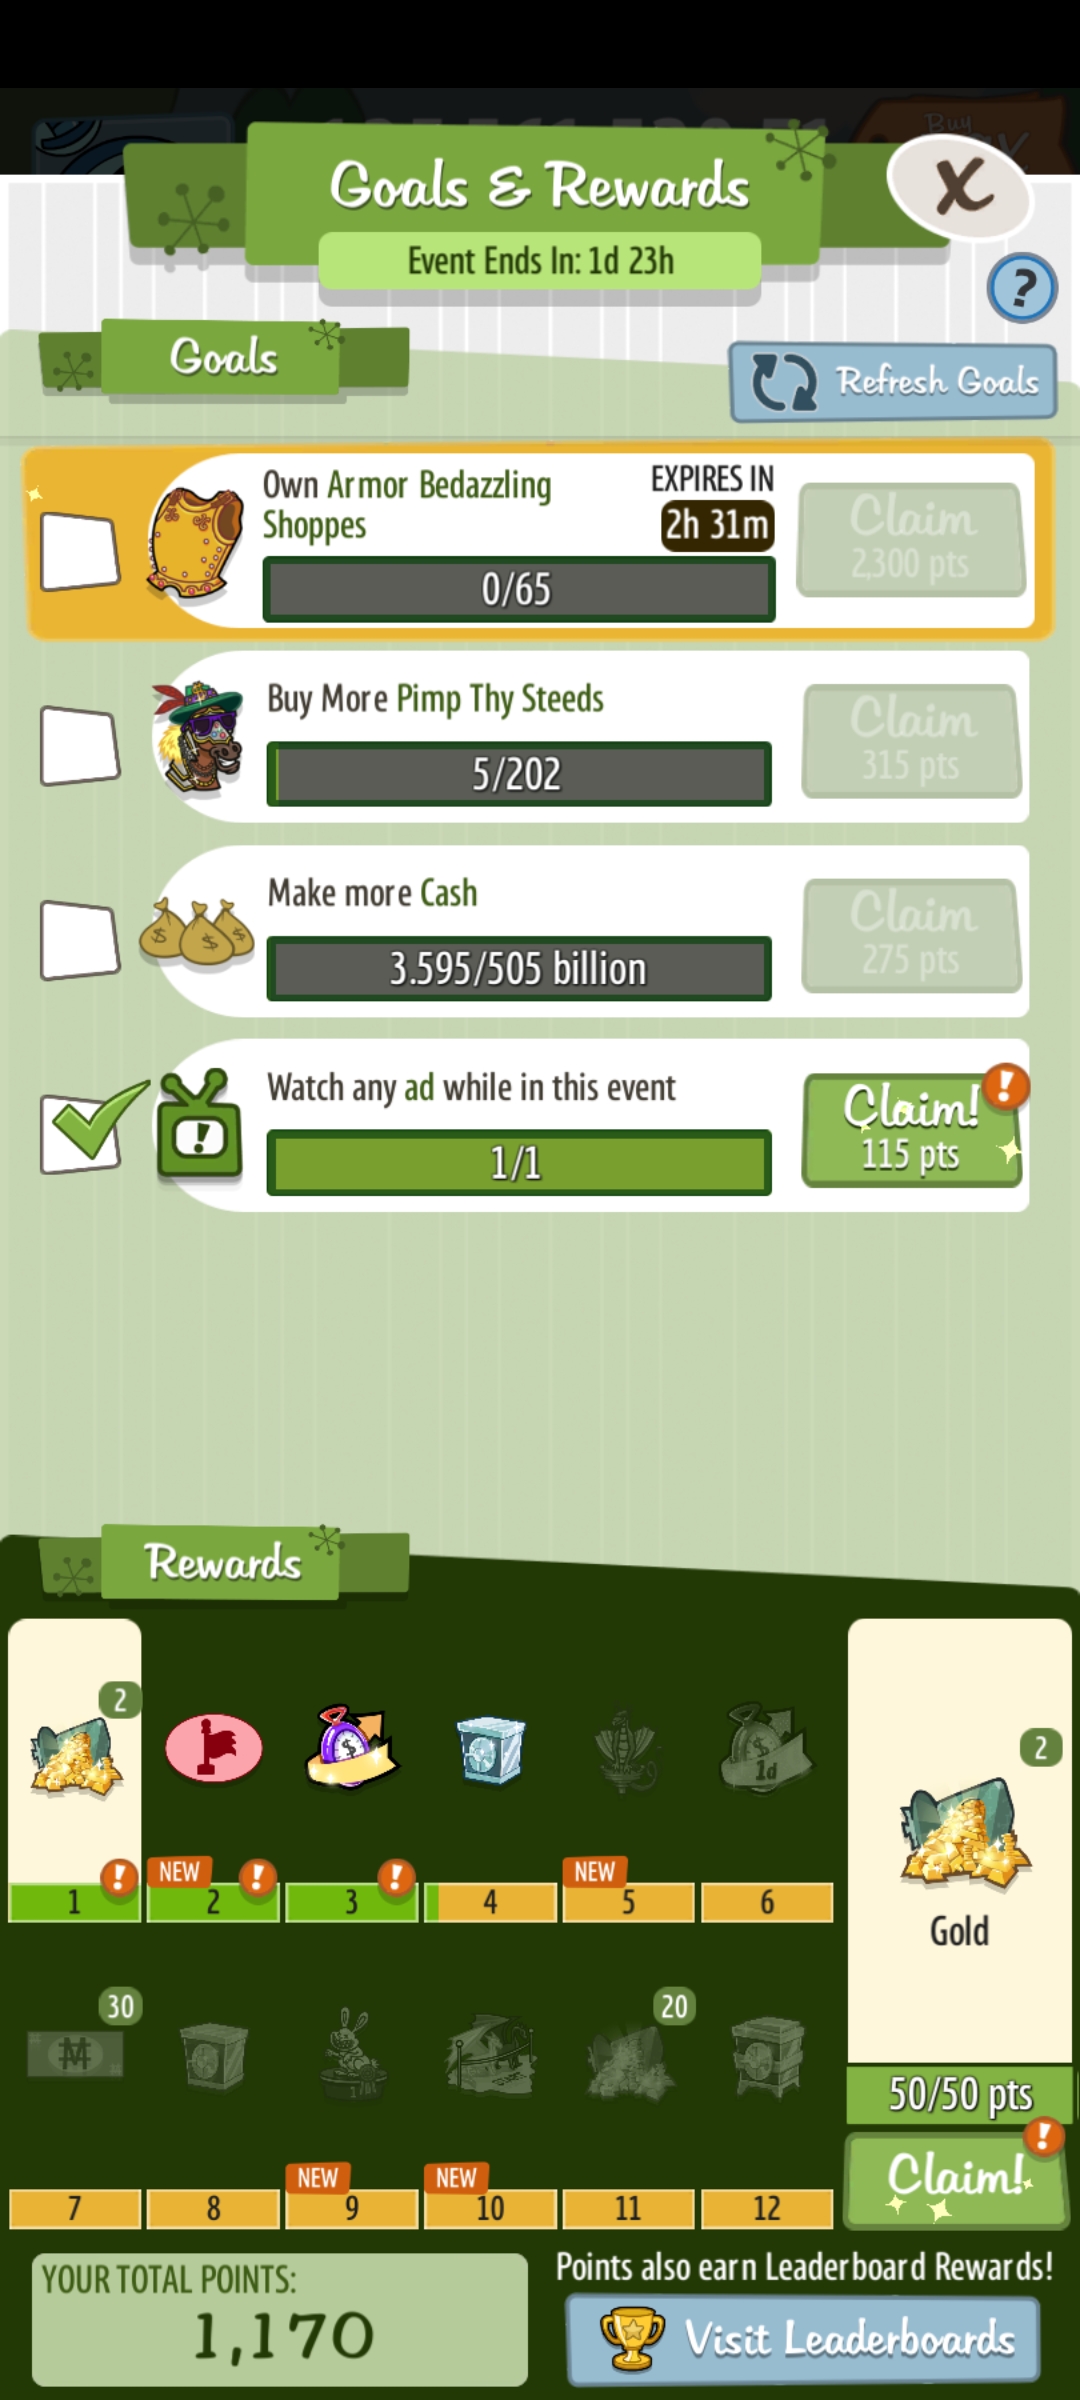 Buy
Goals & Rewards
X
Event Ends In: 1d 23h
?
Goals
Refresh Goals
Own Armor Bedazzling
Shoppes
EXPIRES IN
2h 31m
0/65
Claim
2,300 pts
Buy More Pimp Thy Steeds
5/202
Claim
315 pts
Make more Cash
3.595/505 billion
Claim
275 pts
Watch any ad while in this event
1/1
Claim!
115 pts
Rewards
2
1d
2
Gold
NEW
NEW
1 2 3 4 5 6
30
20
50/50 pts
Claim!
NEW
NEW
7 8 9 10 11 12
YOUR TOTAL POINTS:
1,170
Points also earn Leaderboard Rewards!
Visit Leaderboards